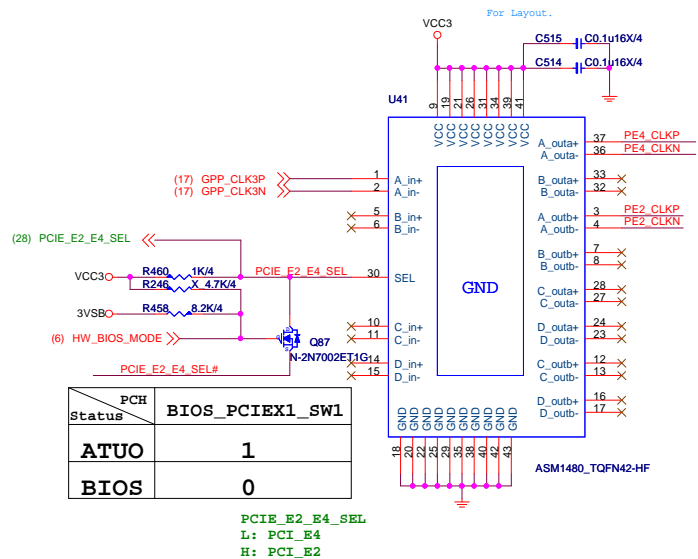 For Layout.
VCC3
C515 C0.1u16X/4
C514 C0.1u16X/4
U41
9 19 21 26 31 34 39 41
VCC VCC VCC VCC VCC VCC VCC VCC
A_outa+ 37 PE4_CLKP
A_outa- 36 PE4_CLKN
(17) GPP_CLK3P 1 A_in+
(17) GPP_CLK3N 2 A_in-
B_outa+ 33
B_outa- 32
5 B_in+
6 B_in-
A_outb+ 3 PE2_CLKP
A_outb- 4 PE2_CLKN
(28) PCIE_E2_E4_SEL
B_outb+ 7
B_outb- 8
VCC3 R460 1K/4 PCIE_E2_E4_SEL 30 SEL
R246 X_4.7K/4
GND
C_outa+ 28
C_outa- 27
3VSB R458 8.2K/4
10 C_in+
11 C_in-
D_outa+ 24
D_outa- 23
(6) HW_BIOS_MODE
Q87
N-2N7002ET1G
14 D_in+
15 D_in-
C_outb+ 12
C_outb- 13
PCIE_E2_E4_SEL#
D_outb+ 16
D_outb- 17
PCH
Status BIOS_PCIEX1_SW1
ATUO 1
BIOS 0
GND GND GND GND GND GND GND GND GND GND
18 20 22 25 29 35 38 40 42 43
ASM1480_TQFN42-HF
PCIE_E2_E4_SEL
L: PCI_E4
H: PCI_E2